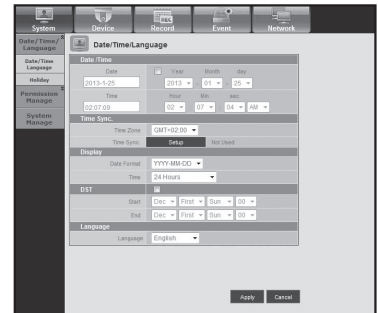 System Device Record Event Network
REC
Date/Time/
Language
Date/Time
Language
Holiday
Permission
Manage
System
Manage
Date/Time/Language
Date /Time
Date Year Month day
2013-1-25 2013 - 01 - 25
Time Hour Min sec
02:07:00 02 07 04 AM
Time Sync.
Time Zone GMT+02:00
Time Sync. Setup Not Used
Display
Date Format YYYY-MM-DD
Time 24 Hours
DST
Start Dec First Sun 00
End Dec First Sun 00
Language
Language English
Apply Cancel